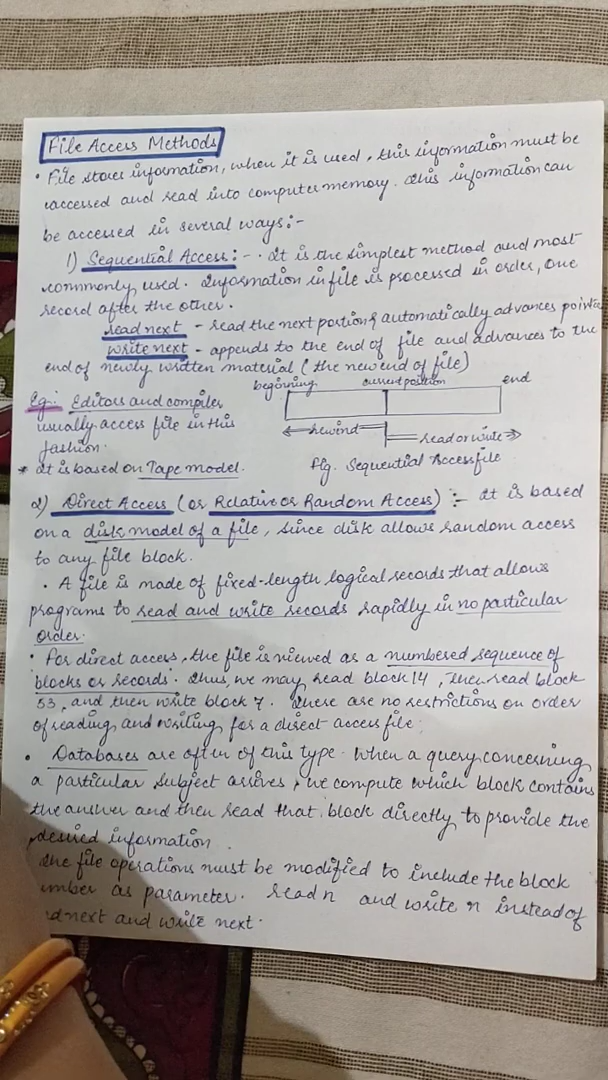 File Access Methods
• File stores information, when it is used, this information must be
accessed and read into computer memory. This information can
be accessed in several ways:-
1) Sequential Access:- • It is the simplest method and most
commonly used. Information in file is processed in order, one
record after the other.
read next - read the next portion & automatically advances pointer
write next - appends to the end of file and advances to the
end of newly written material (the new end of file)
beginning current position end
Eg:- Editors and compiler
usually access file in this
fashion.
rewind
read or write
* It is based on Tape model.
Fig. Sequential Access file
2) Direct Access (or Relative or Random Access) :- It is based
on a disk model of a file, since disk allows random access
to any file block.
• A file is made of fixed-length logical records that allows
programs to read and write records rapidly in no particular
order.
• For direct access, the file is viewed as a numbered sequence of
blocks or records. Thus, we may read block 14, then read block
53, and then write block 7. There are no restrictions on order
of reading and writing for a direct access file.
• Databases are often of this type. When a query concerning
a particular subject arrives, we compute which block contains
the answer and then read that block directly to provide the
desired information.
The file operations must be modified to include the block
as parameter. read n and write n instead of
and write next.